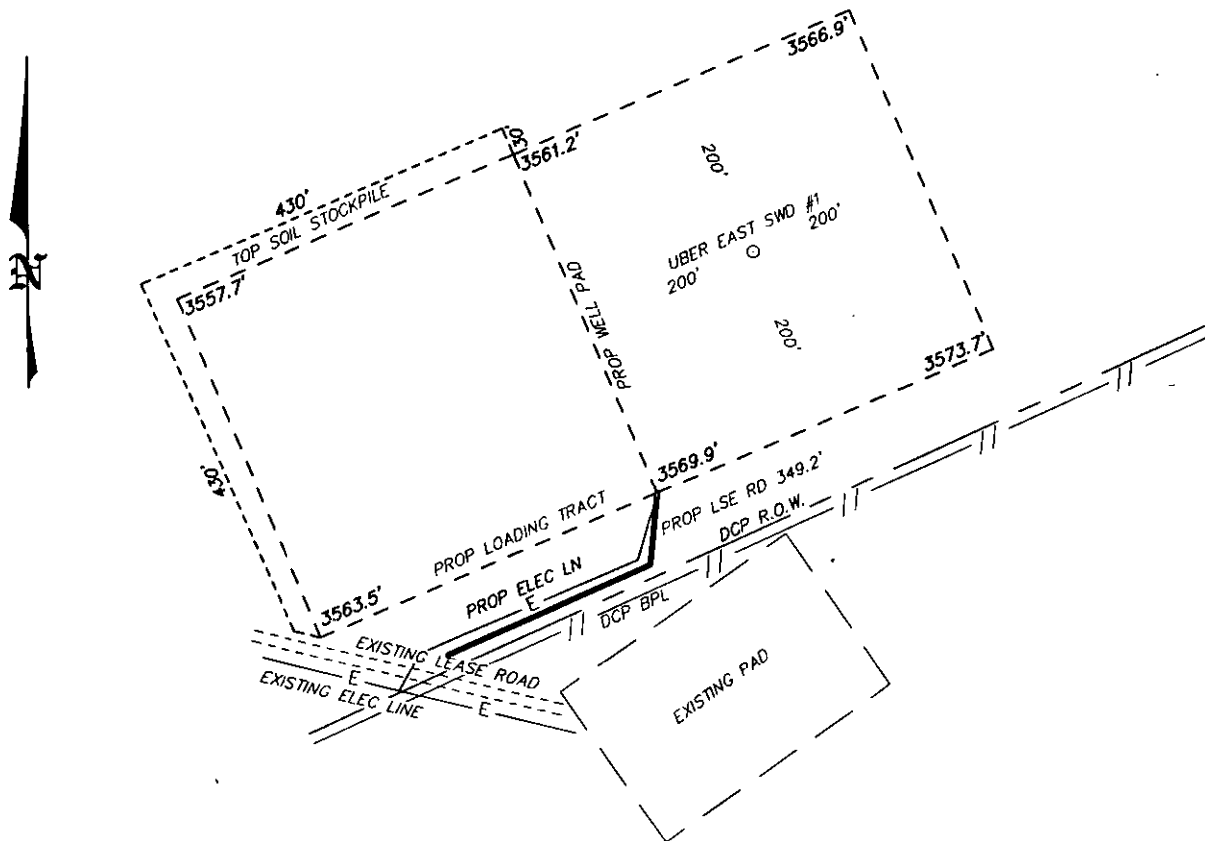 3566.9'
30'
3561.2'
200'
430'
TOP SOIL STOCKPILE
UBER EAST SWD #1
200'
200'
3557.7'
PROP WELL PAD
200'
3573.7'
430'
3569.9'
PROP LSE RD 349.2'
PROP LOADING TRACT
DCP R.O.W.
PROP ELEC LN
E
3563.5'
DCP BPL
EXISTING LEASE ROAD
E
EXISTING ELEC LINE
E
EXISTING PAD
N